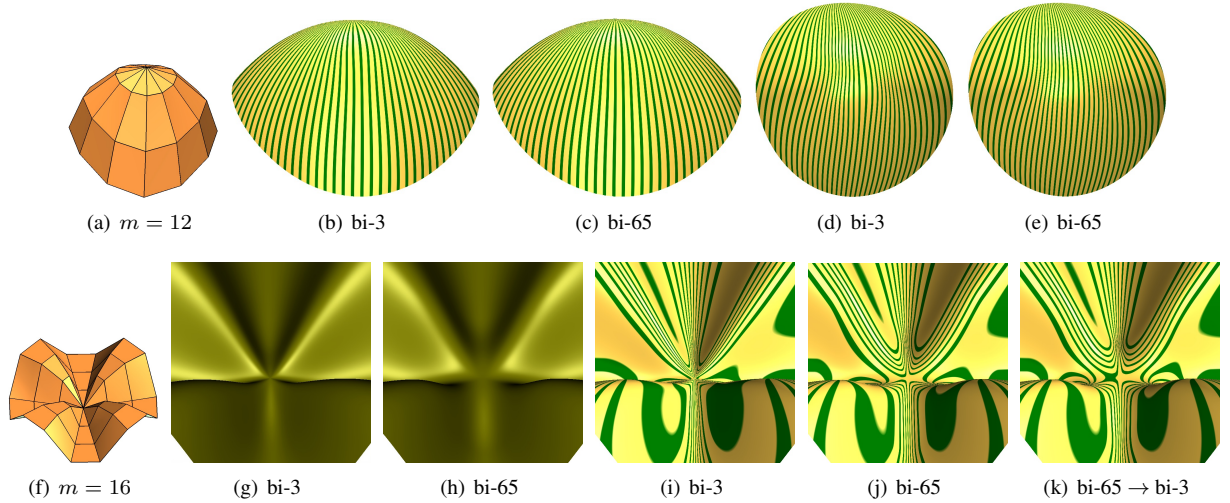 (a) m = 12
(b) bi-3
(c) bi-65
(d) bi-3
(e) bi-65
(f) m = 16
(g) bi-3
(h) bi-65
(i) bi-3
(j) bi-65
(k) bi-65 → bi-3